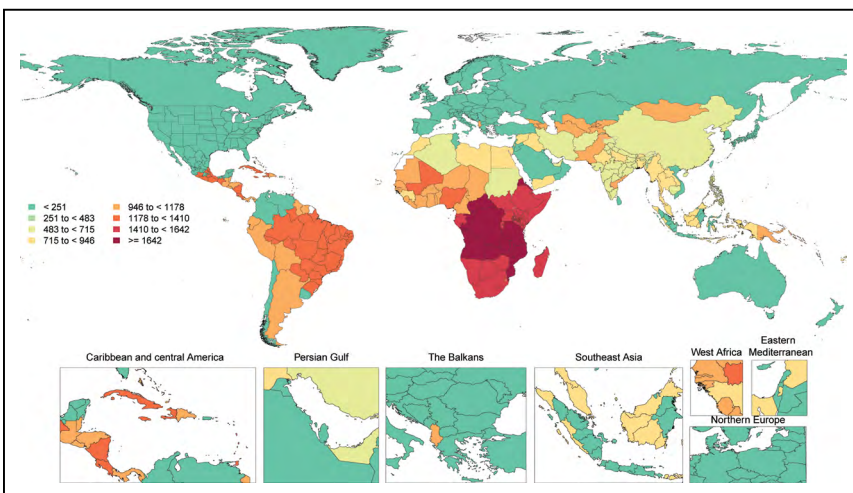 < 251
251 to < 483
483 to < 715
715 to < 946
946 to < 1178
1178 to < 1410
1410 to < 1642
>= 1642
Caribbean and central America
Persian Gulf
The Balkans
Southeast Asia
West Africa
Eastern
Mediterranean
Northern Europe